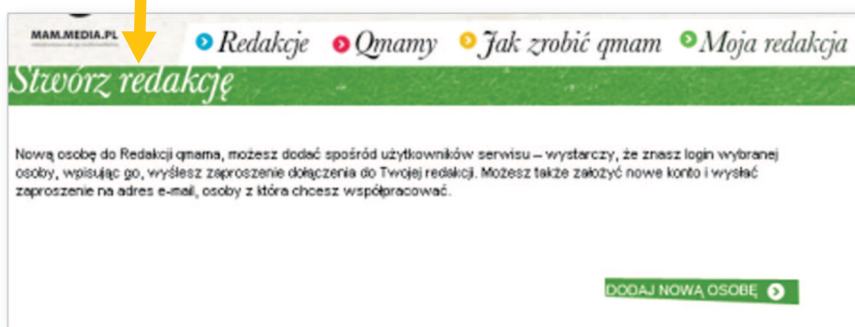 MAM.MEDIA.PL
Redakcje Qmamy Jak zrobić qmam Moja redakcja
Stwórz redakcję
Nową osobę do Redakcji qmama, możesz dodać spośród użytkowników serwisu – wystarczy, że znasz login wybranej
osoby, wpisując go, wyślesz zaproszenie dołączenia do Twojej redakcji. Możesz także założyć nowe konto i wysłać
zaproszenie na adres e-mail, osoby z która chcesz współpracować.
DODAJ NOWĄ OSOBĘ